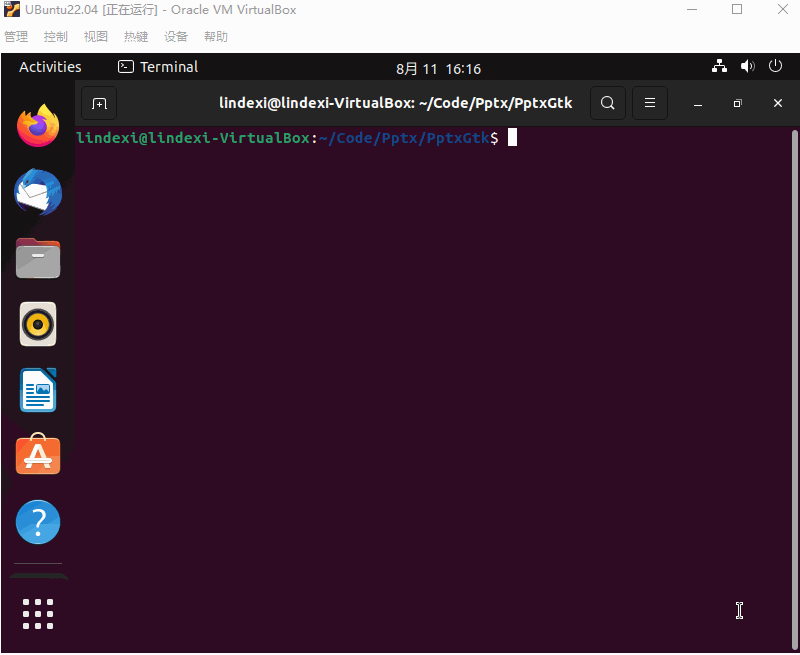 UBuntu22.04 [正在运行] - Oracle VM VirtualBox
管理 控制 视图 热键 设备 帮助
Activities Terminal 8月 11 16:16
lindexi@lindexi-VirtualBox: ~/Code/Pptx/PptxGtk
lindexi@lindexi-VirtualBox:~/Code/Pptx/PptxGtk$